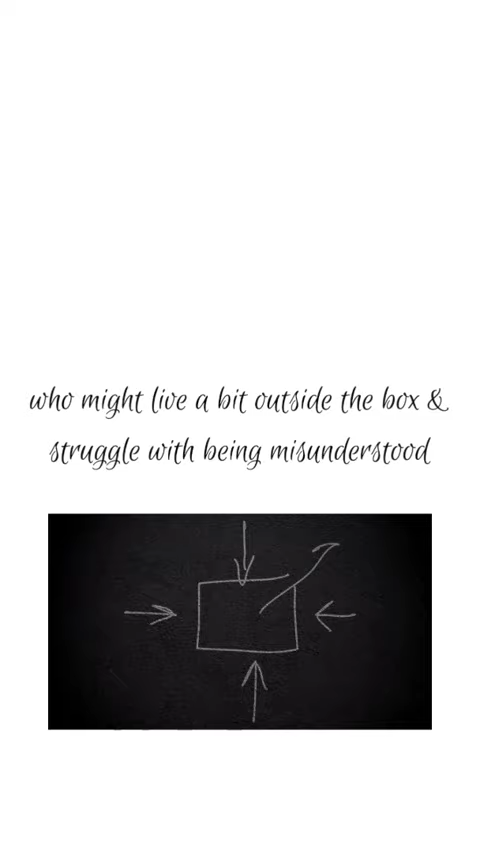 who might live a bit outside the box &
struggle with being misunderstood